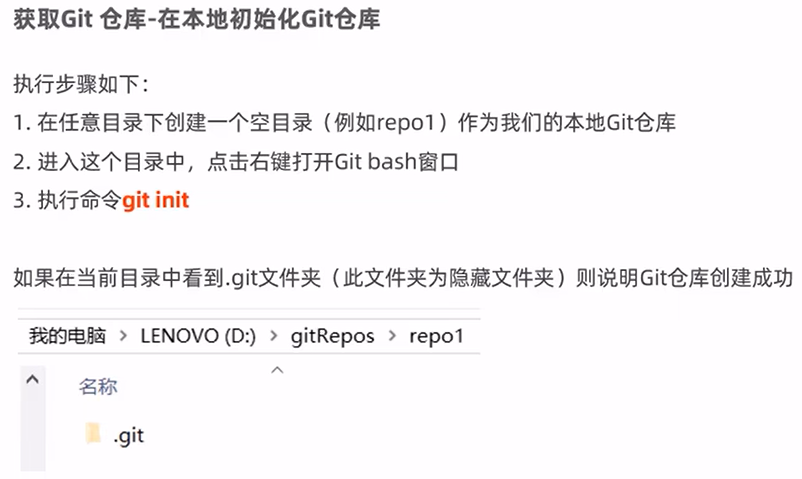 获取Git 仓库-在本地初始化Git仓库
执行步骤如下：
1. 在任意目录下创建一个空目录（例如repo1）作为我们的本地Git仓库
2. 进入这个目录中，点击右键打开Git bash窗口
3. 执行命令git init
如果在当前目录中看到.git文件夹（此文件夹为隐藏文件夹）则说明Git仓库创建成功
我的电脑 > LENOVO (D:) > gitRepos > repo1
名称
.git